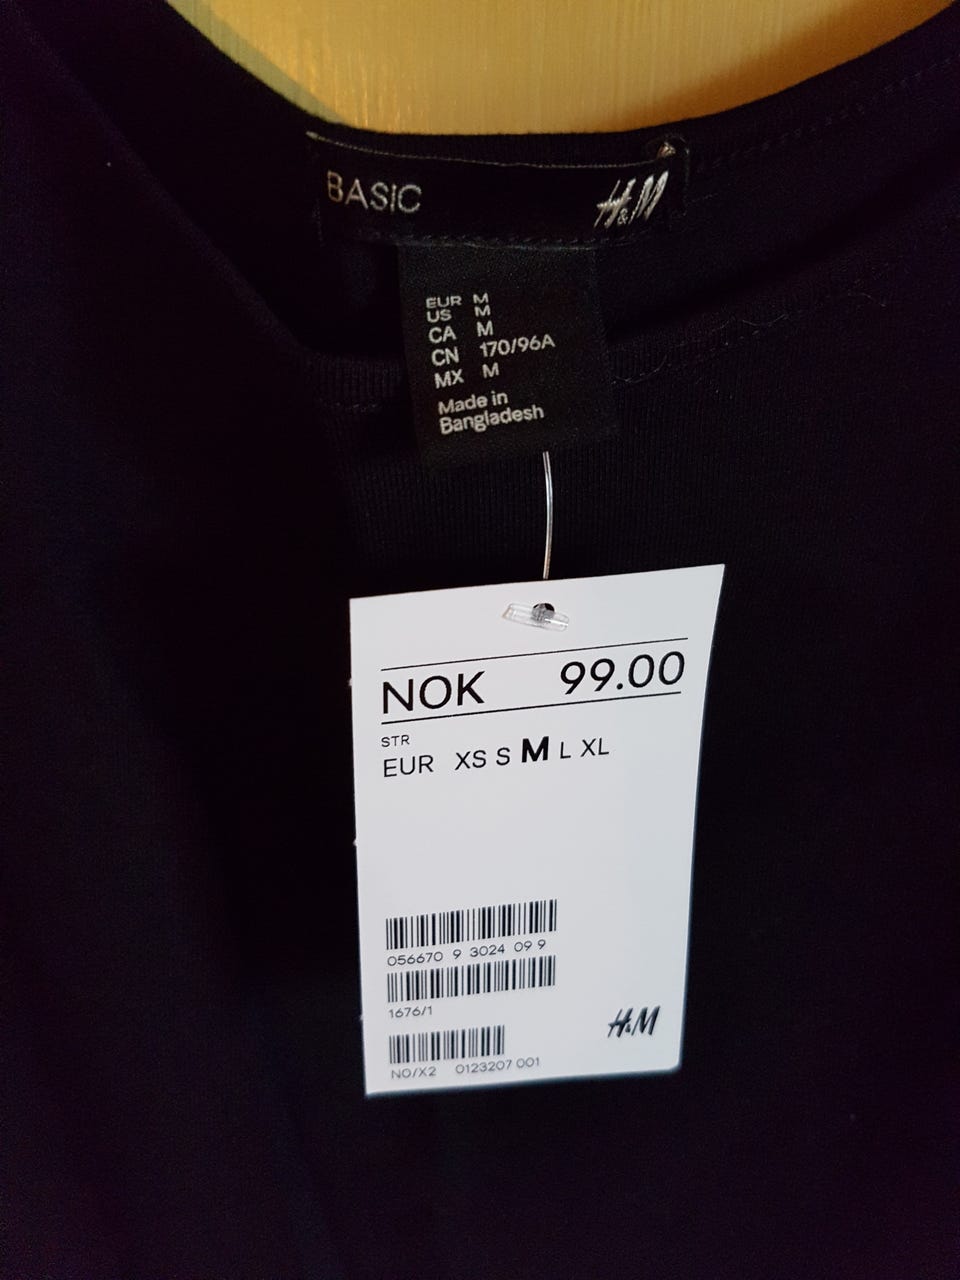 BASIC H&M
EUR M
US M
CA M
CN 170/96A
MX M
Made in
Bangladesh
NOK 99.00
STR
EUR XS S M L XL
056670 9 3024 09 9
1676/1
H&M
NO/X2 0123207 001